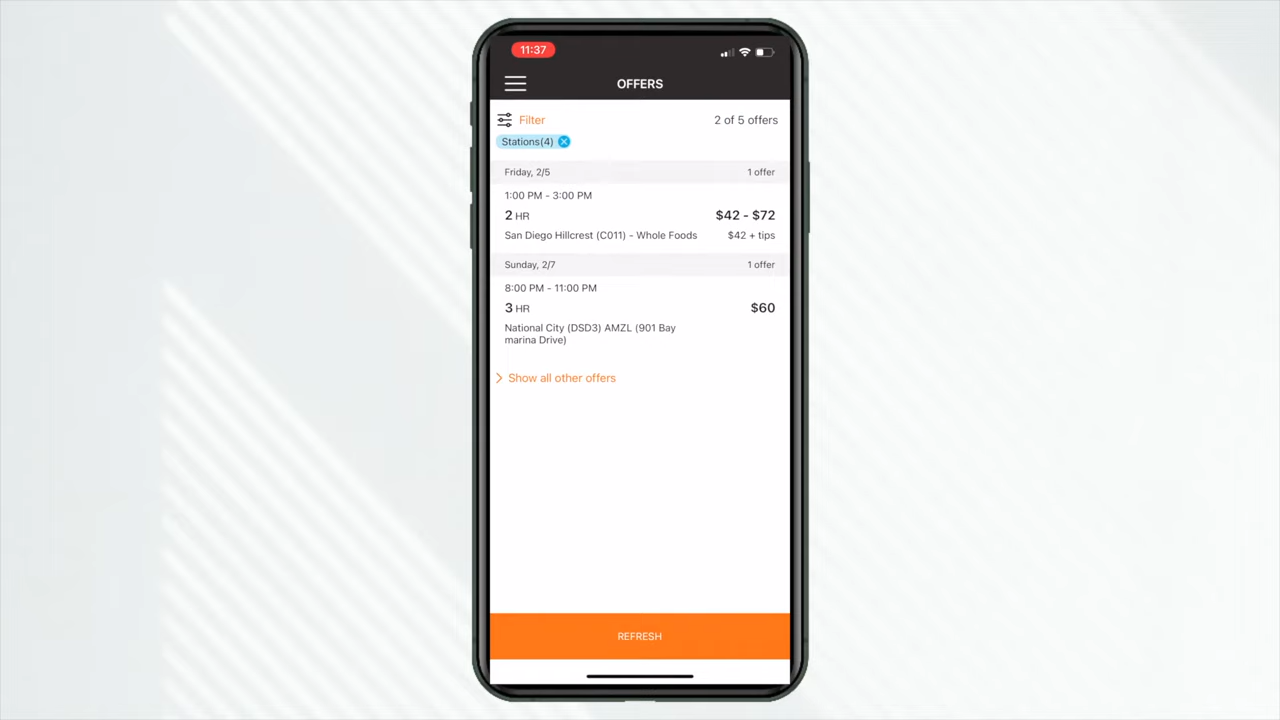 11:37
OFFERS
Filter
2 of 5 offers
Stations(4)
Friday, 2/5
1 offer
1:00 PM - 3:00 PM
2 HR
$42 - $72
San Diego Hillcrest (C011) - Whole Foods
$42 + tips
Sunday, 2/7
1 offer
8:00 PM - 11:00 PM
3 HR
$60
National City (DSD3) AMZL (901 Bay
marina Drive)
Show all other offers
REFRESH